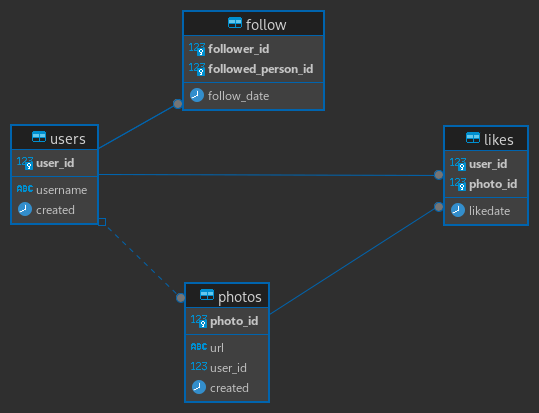 follow
123 follower_id
123 followed_person_id
follow_date
users
123 user_id
ABC username
created
likes
123 user_id
123 photo_id
likedate
photos
123 photo_id
ABC url
123 user_id
created